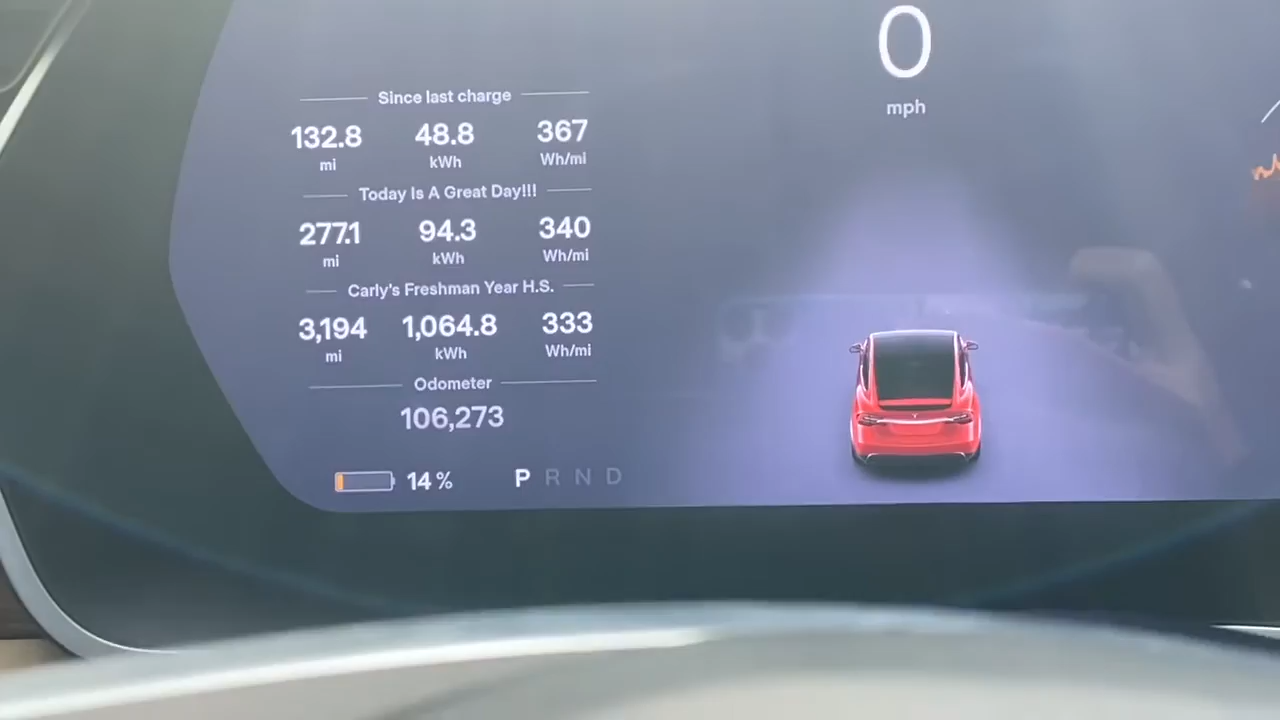 0
mph
Since last charge
132.8 48.8 367
mi kWh Wh/mi
Today Is A Great Day!!!
277.1 94.3 340
mi kWh Wh/mi
Carly's Freshman Year H.S.
3,194 1,064.8 333
mi kWh Wh/mi
Odometer
106,273
14 % P R N D